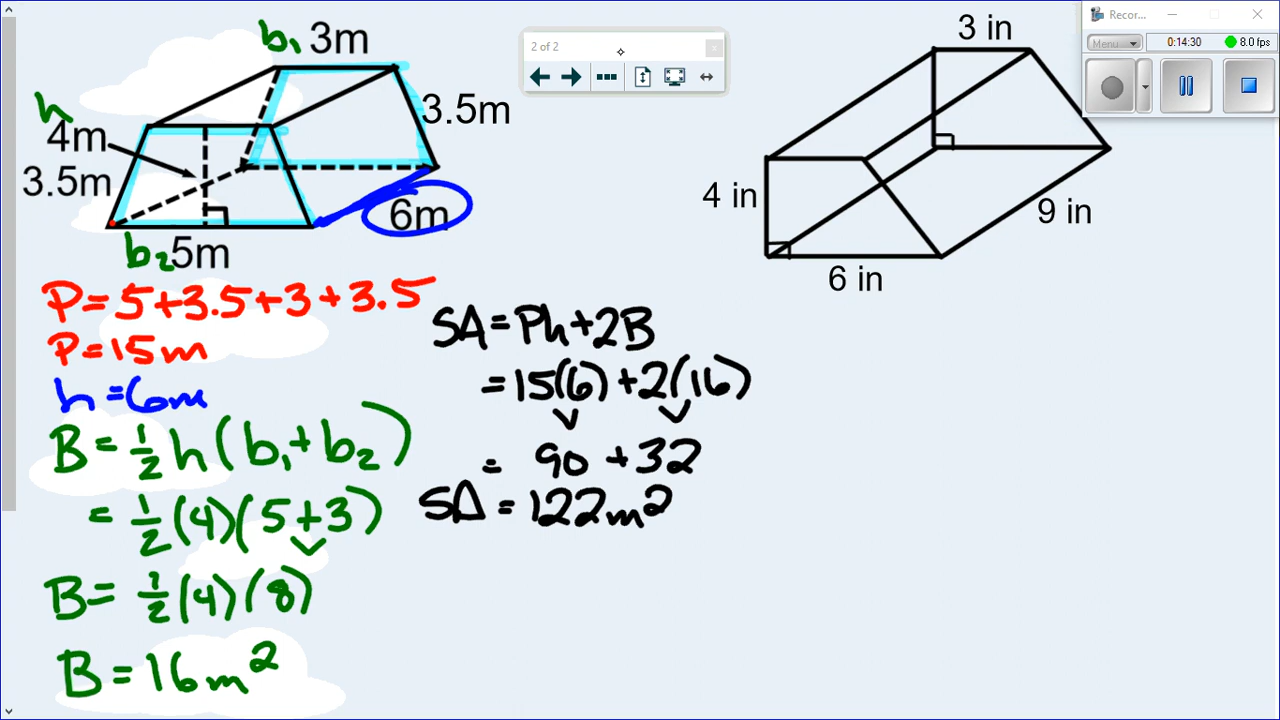 b₁ 3m
h
4m
3.5m
3.5m
6m
b₂ 5m
P=5+3.5+3+3.5
P=15m
h=6m
B=½h(b₁+b₂)
=½(4)(5+3)
B=½(4)(8)
B=16m²
SA=Ph+2B
=15(6)+2(16)
= 90 +32
SA=122m²
2 of 2
3 in
4 in
9 in
6 in
Recor...
Menu
0:14:30
8.0 fps